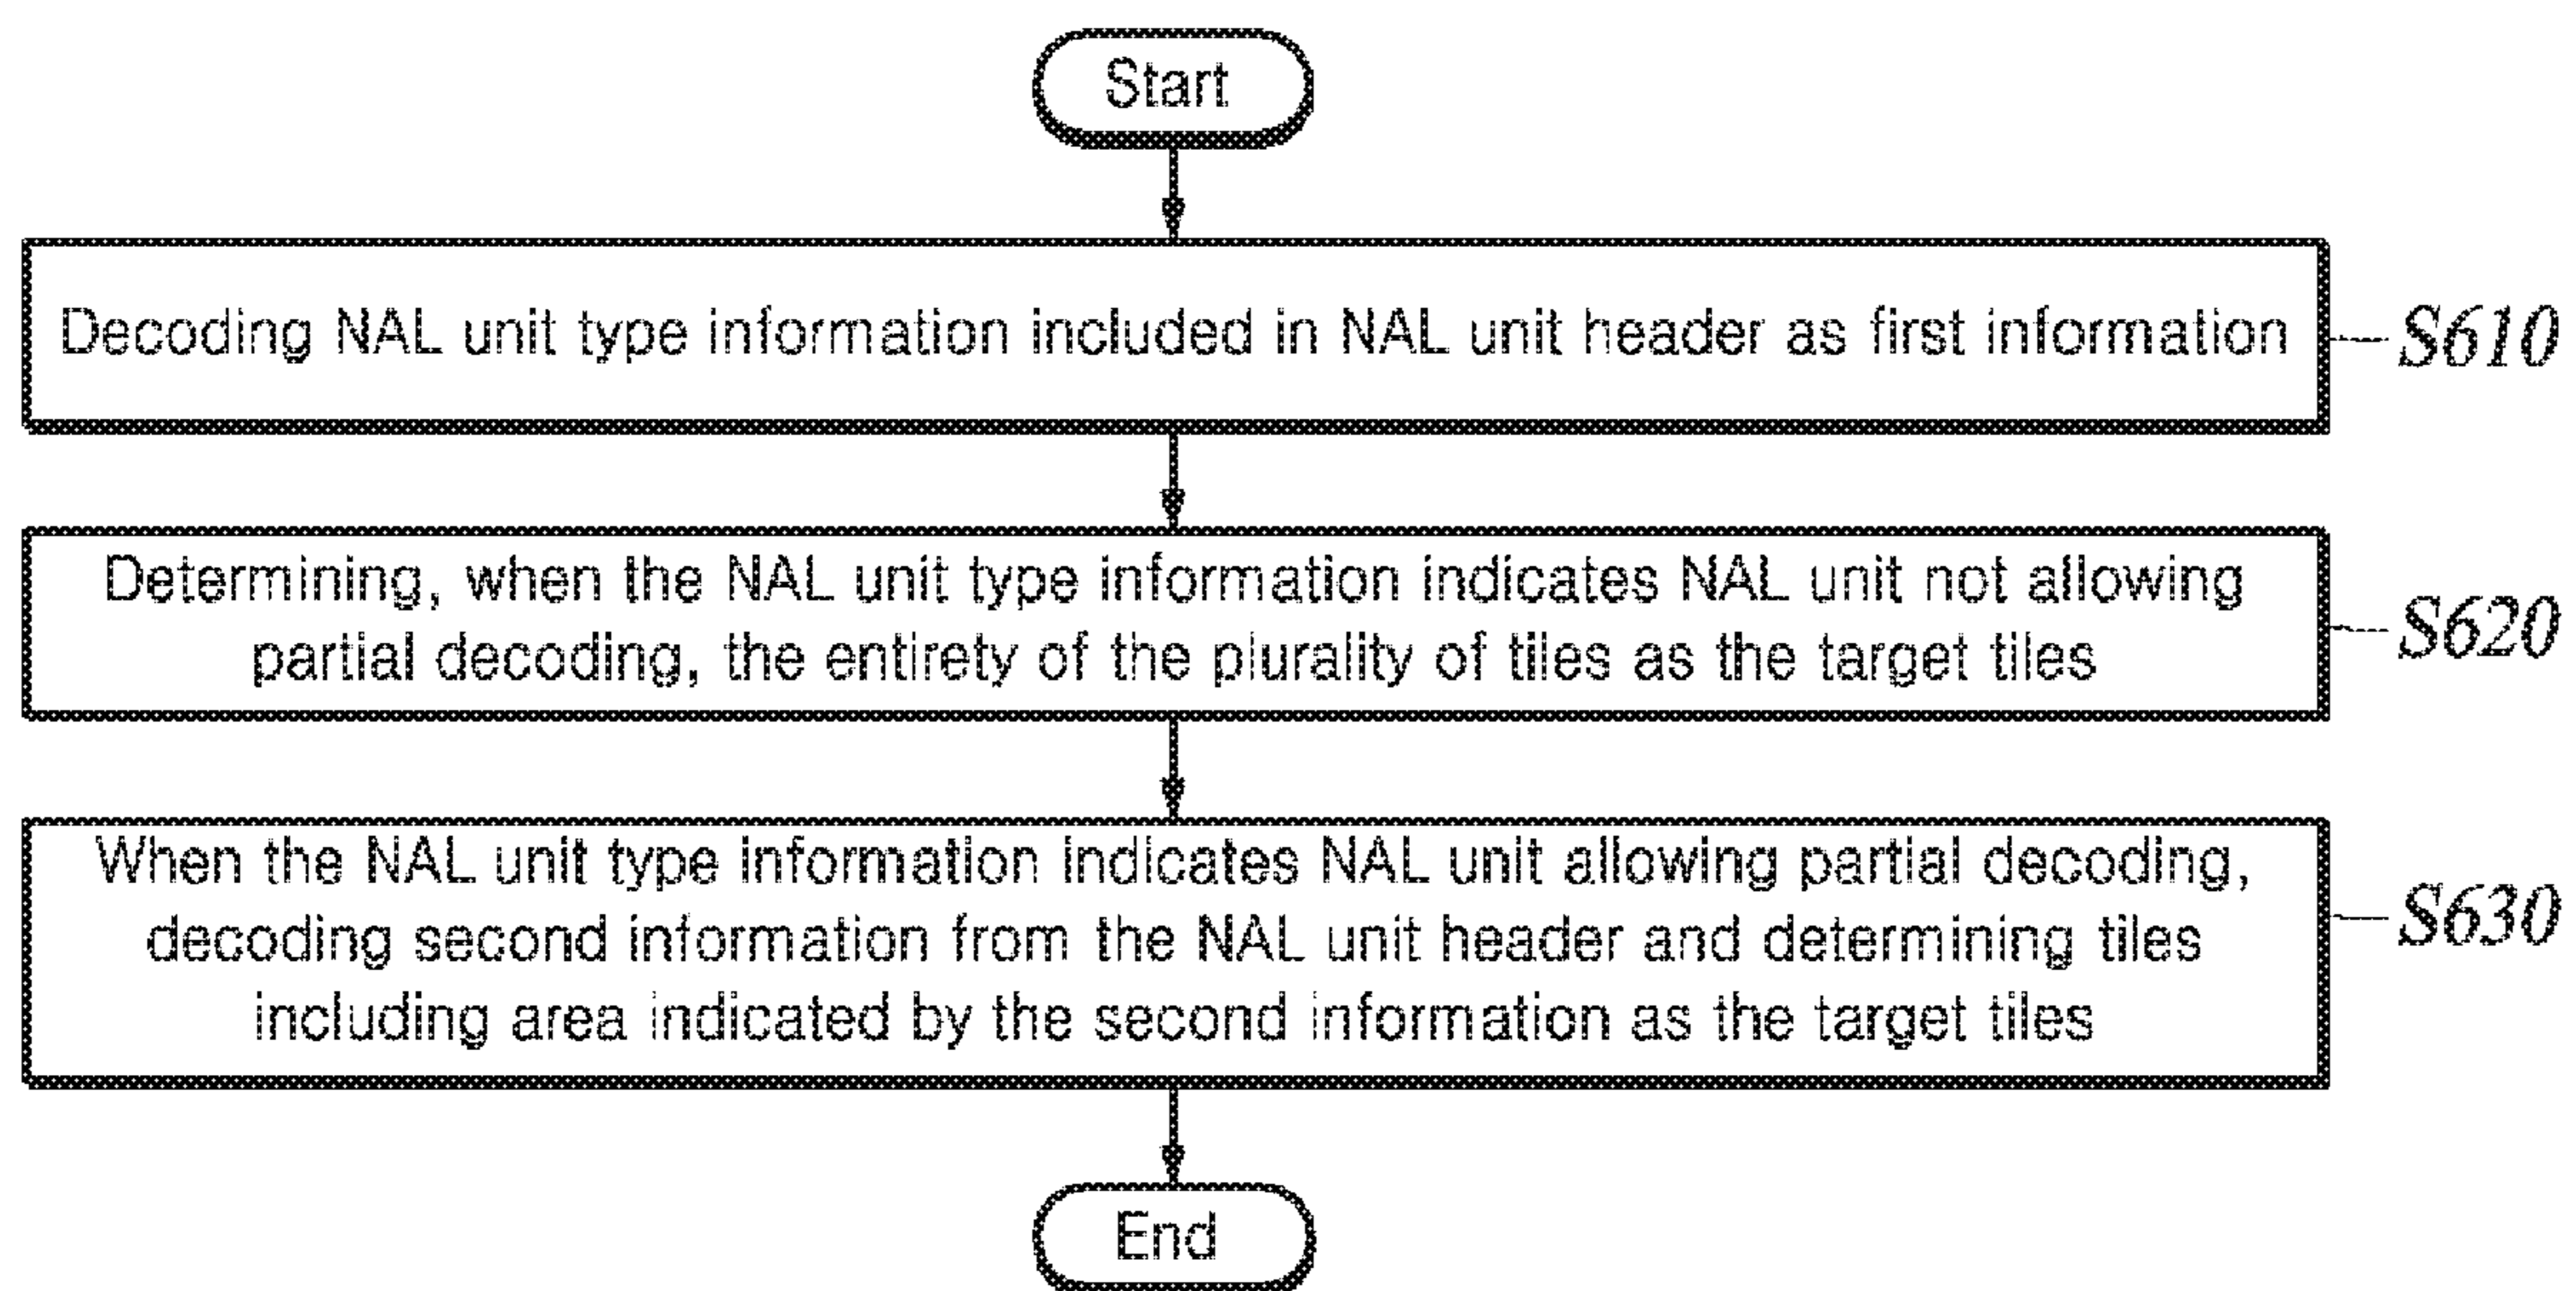 Start
Decoding NAL unit type information included in NAL unit header as first information
S610
Determining, when the NAL unit type information indicates NAL unit not allowing
partial decoding, the entirety of the plurality of tiles as the target tiles
S620
When the NAL unit type information indicates NAL unit allowing partial decoding,
decoding second information from the NAL unit header and determining tiles
including area indicated by the second information as the target tiles
S630
End